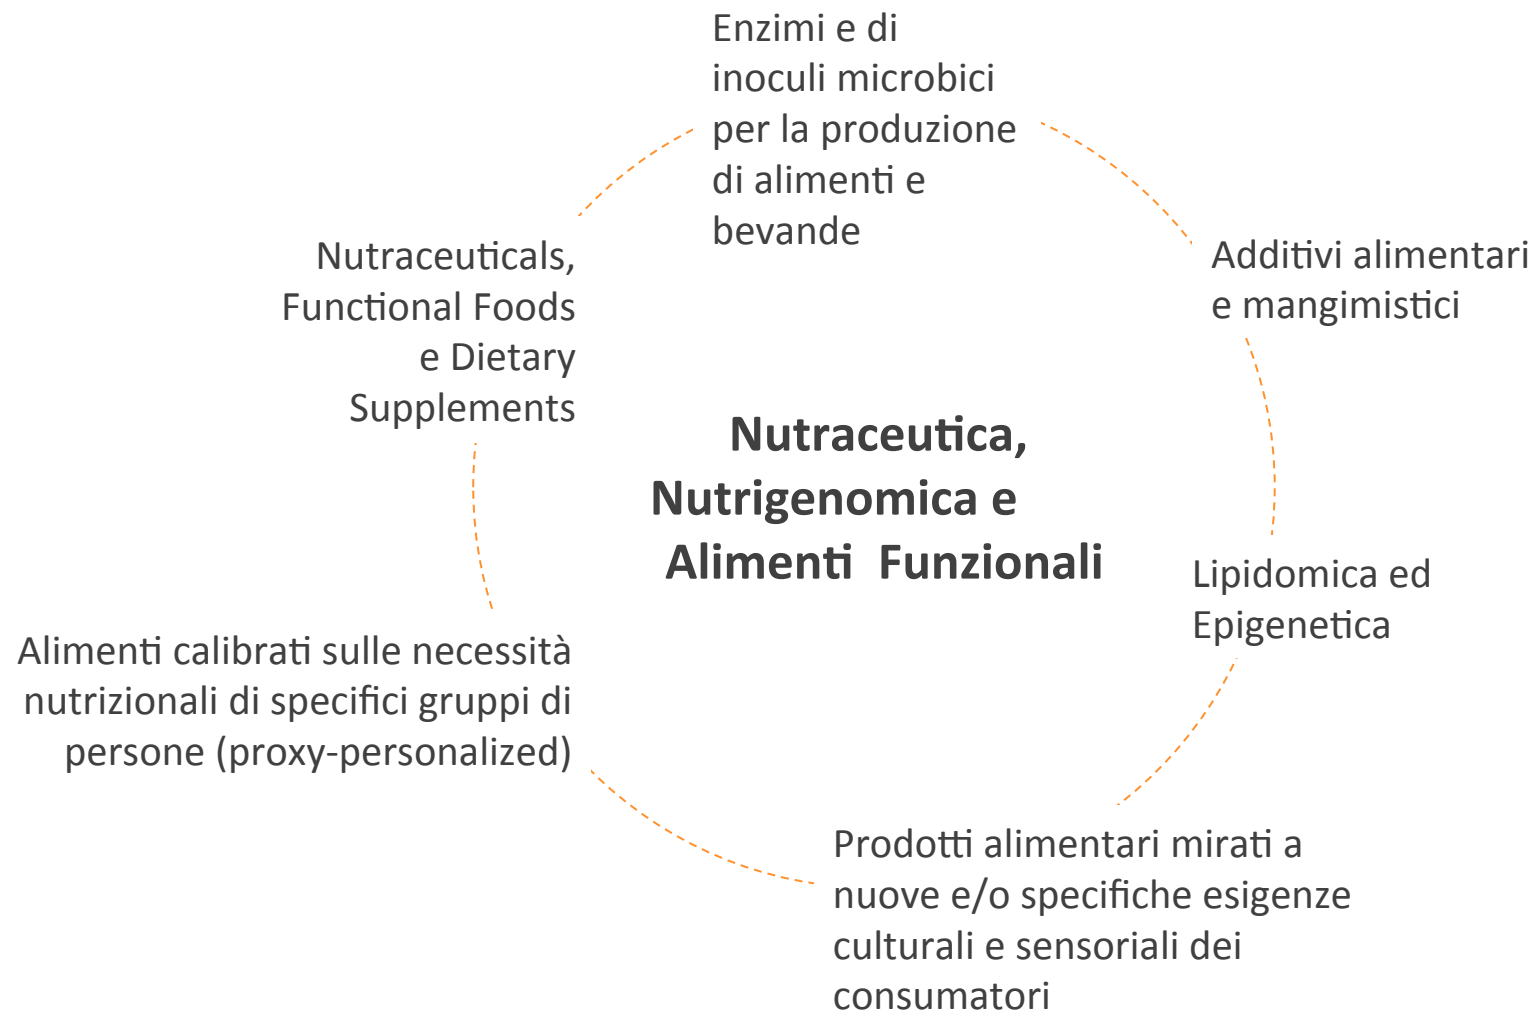 Enzimi e di
inoculi microbici
per la produzione
di alimenti e
bevande
Additivi alimentari
e mangimistici
Nutraceuticals,
Functional Foods
e Dietary
Supplements
Nutraceutica,
Nutrigenomica e
Alimenti Funzionali
Lipidomica ed
Epigenetica
Alimenti calibrati sulle necessità
nutrizionali di specifici gruppi di
persone (proxy-personalized)
Prodotti alimentari mirati a
nuove e/o specifiche esigenze
culturali e sensoriali dei
consumatori